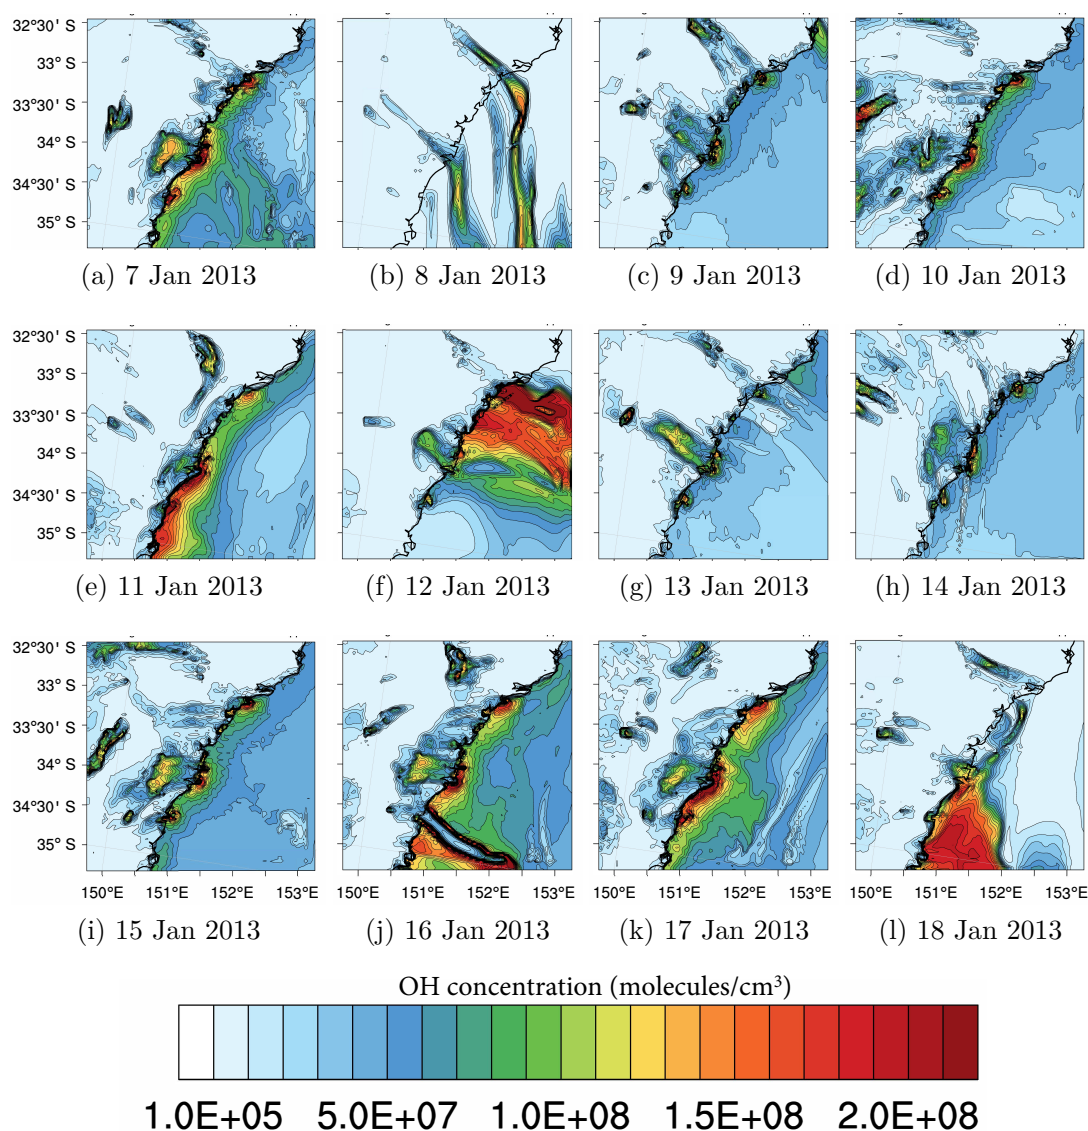 32°30' S
33° S
33°30' S
34° S
34°30' S
35° S
(a) 7 Jan 2013
(b) 8 Jan 2013
(c) 9 Jan 2013
(d) 10 Jan 2013
32°30' S
33° S
33°30' S
34° S
34°30' S
35° S
(e) 11 Jan 2013
(f) 12 Jan 2013
(g) 13 Jan 2013
(h) 14 Jan 2013
32°30' S
33° S
33°30' S
34° S
34°30' S
35° S
150°E 151°E 152°E 153°E
150°E 151°E 152°E 153°E
150°E 151°E 152°E 153°E
150°E 151°E 152°E 153°E
(i) 15 Jan 2013
(j) 16 Jan 2013
(k) 17 Jan 2013
(l) 18 Jan 2013
OH concentration (molecules/cm³)
1.0E+05 5.0E+07 1.0E+08 1.5E+08 2.0E+08